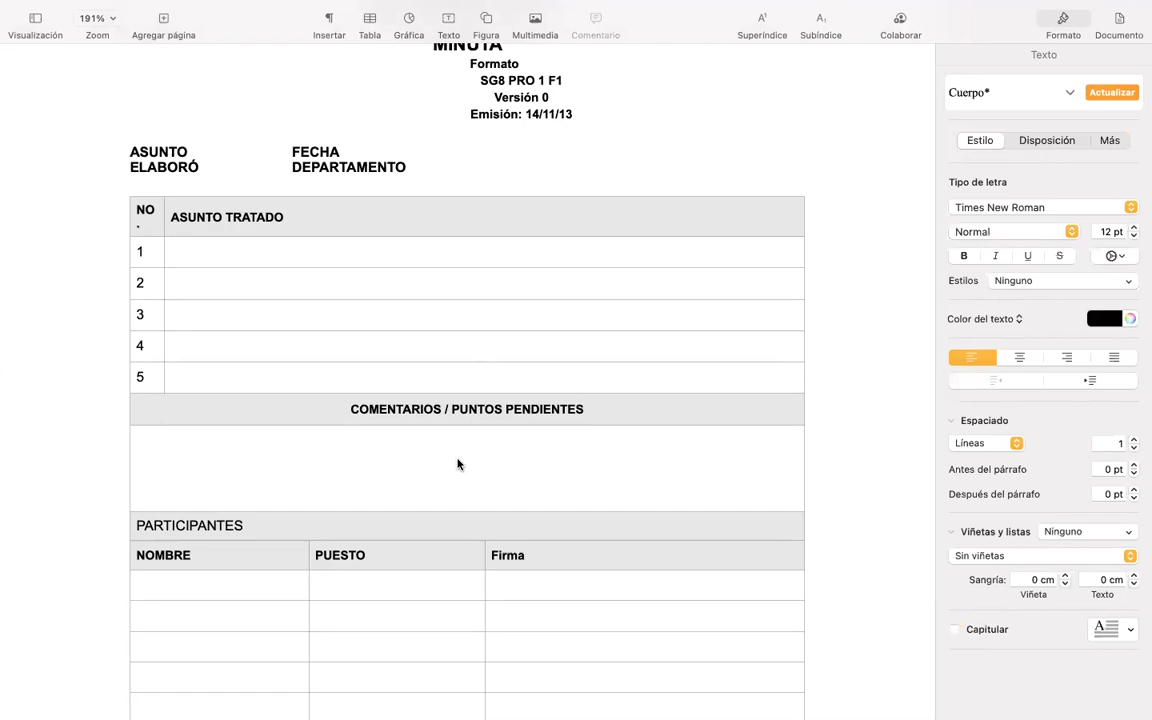 191%
Visualización Zoom Agregar página Insertar Tabla Gráfica Texto Figura Multimedia Comentario Superíndice Subíndice Colaborar Formato Documento
MINUTA
Formato
SG8 PRO 1 F1
Versión 0
Emisión: 14/11/13
ASUNTO FECHA
ELABORÓ DEPARTAMENTO
NO. ASUNTO TRATADO
1
2
3
4
5
COMENTARIOS / PUNTOS PENDIENTES
PARTICIPANTES
NOMBRE PUESTO Firma
Texto
Cuerpo* Actualizar
Estilo Disposición Más
Tipo de letra
Times New Roman
Normal 12 pt
B I U S
Estilos Ninguno
Color del texto
Espaciado
Líneas 1
Antes del párrafo 0 pt
Después del párrafo 0 pt
Viñetas y listas Ninguno
Sin viñetas
Sangría: 0 cm 0 cm
Viñeta Texto
Capitular